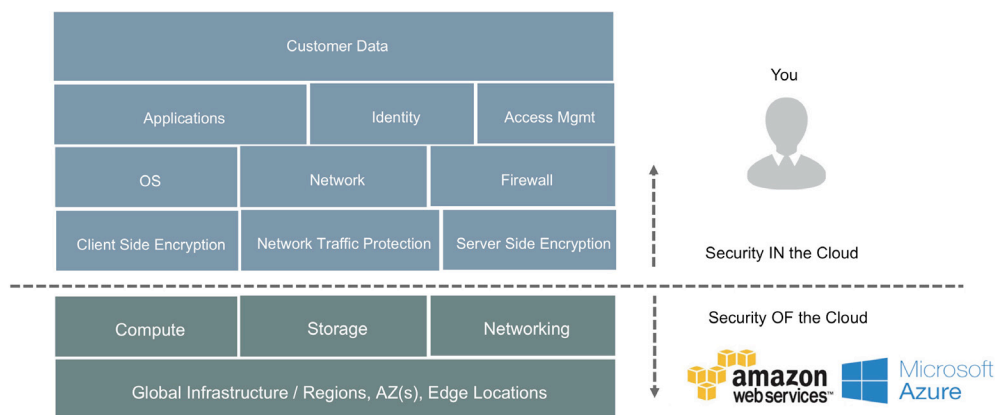 Customer Data
You
Applications
Identity
Access Mgmt
OS
Network
Firewall
Client Side Encryption
Network Traffic Protection
Server Side Encryption
Security IN the Cloud
Security OF the Cloud
Compute
Storage
Networking
Global Infrastructure / Regions, AZ(s), Edge Locations
amazon
webservices™
Microsoft
Azure